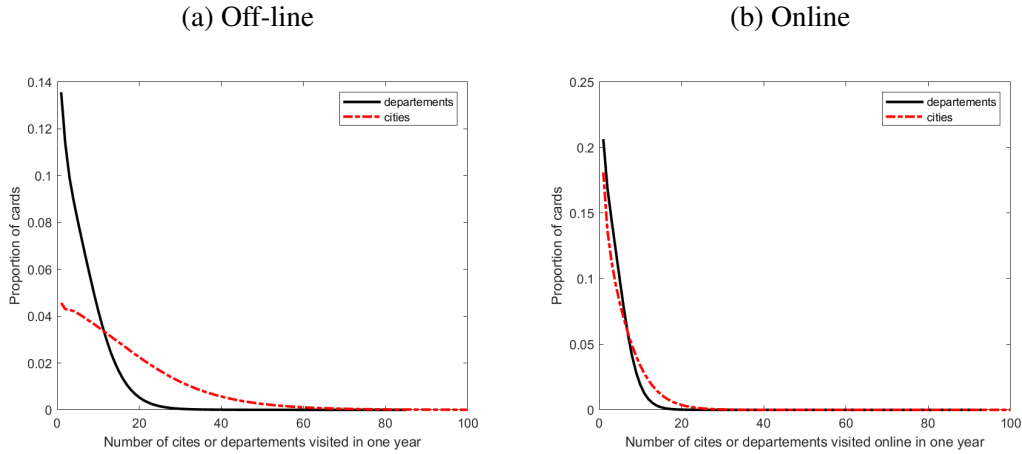 (a) Off-line
(b) Online
0.14
0.12
0.1
0.08
0.06
0.04
0.02
0
Proportion of cards
departements
cities
0 20 40 60 80 100
Number of cites or departements visited in one year
0.25
0.2
0.15
0.1
0.05
0
Proportion of cards
departements
cities
0 20 40 60 80 100
Number of cites or departements visited online in one year